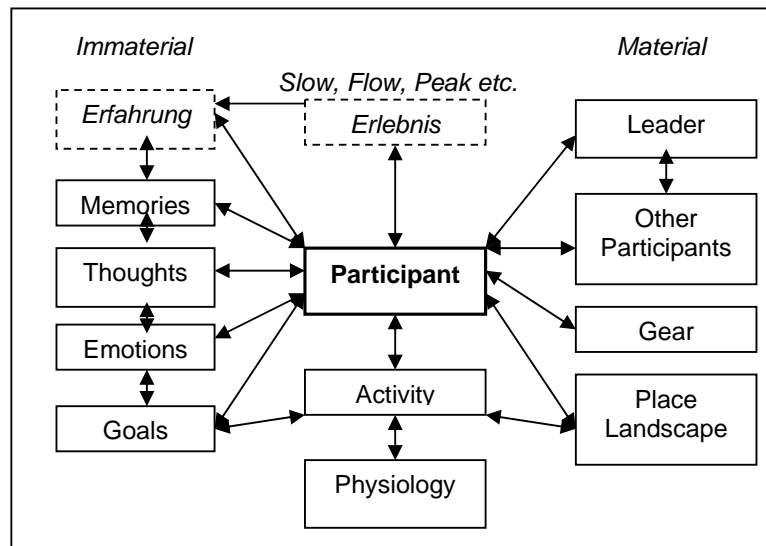 Immaterial
Material
Slow, Flow, Peak etc.
Erfahrung
Erlebnis
Leader
Memories
Other
Participants
Thoughts
Participant
Emotions
Gear
Goals
Activity
Place
Landscape
Physiology